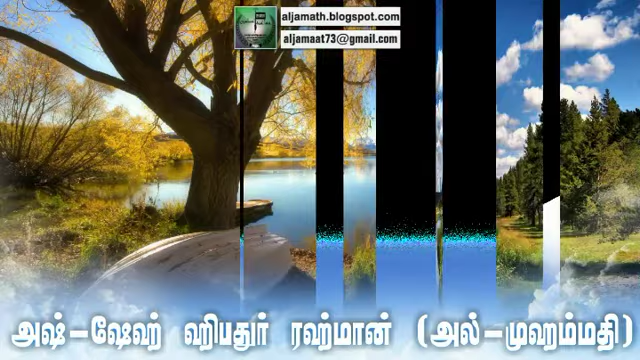 aljamath.blogspot.com
aljamaat73@gmail.com
அஷ்-ஷேஹ் ஹிபதுர் ரஹ்மான் (அல்-முஹம்மதி)